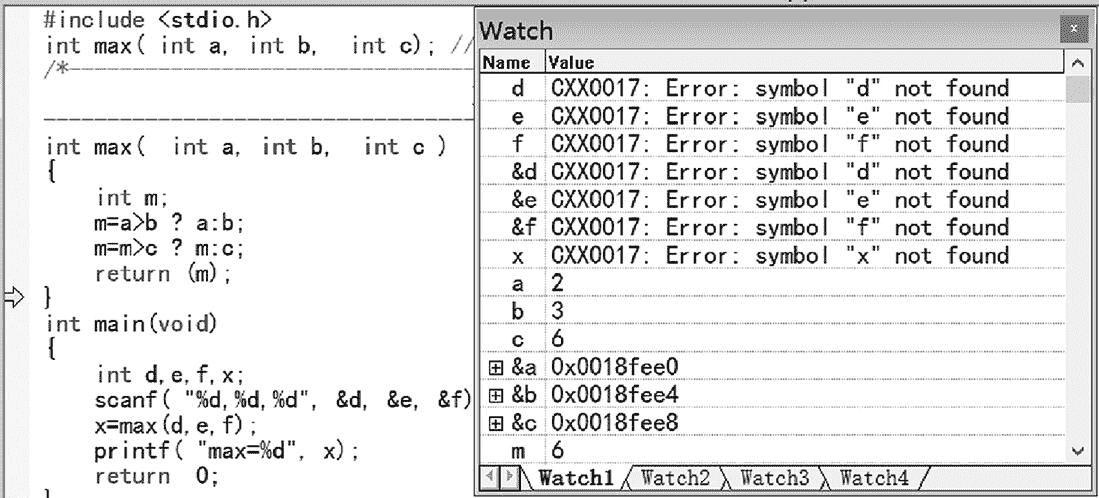 #include <stdio.h>
int max( int a, int b, int c); //
/*
int max( int a, int b, int c )
{
int m;
m=a>b ? a:b;
m=m>c ? m:c;
return (m);
}
int main(void)
{
int d,e,f,x;
scanf( "%d,%d,%d", &d, &e, &f)
x=max(d,e,f);
printf( "max=%d", x);
return 0;
Watch
Name Value
d CXX0017: Error: symbol "d" not found
e CXX0017: Error: symbol "e" not found
f CXX0017: Error: symbol "f" not found
&d CXX0017: Error: symbol "d" not found
&e CXX0017: Error: symbol "e" not found
&f CXX0017: Error: symbol "f" not found
x CXX0017: Error: symbol "x" not found
a 2
b 3
c 6
&a 0x0018fee0
&b 0x0018fee4
&c 0x0018fee8
m 6
Watch1 Watch2 Watch3 Watch4